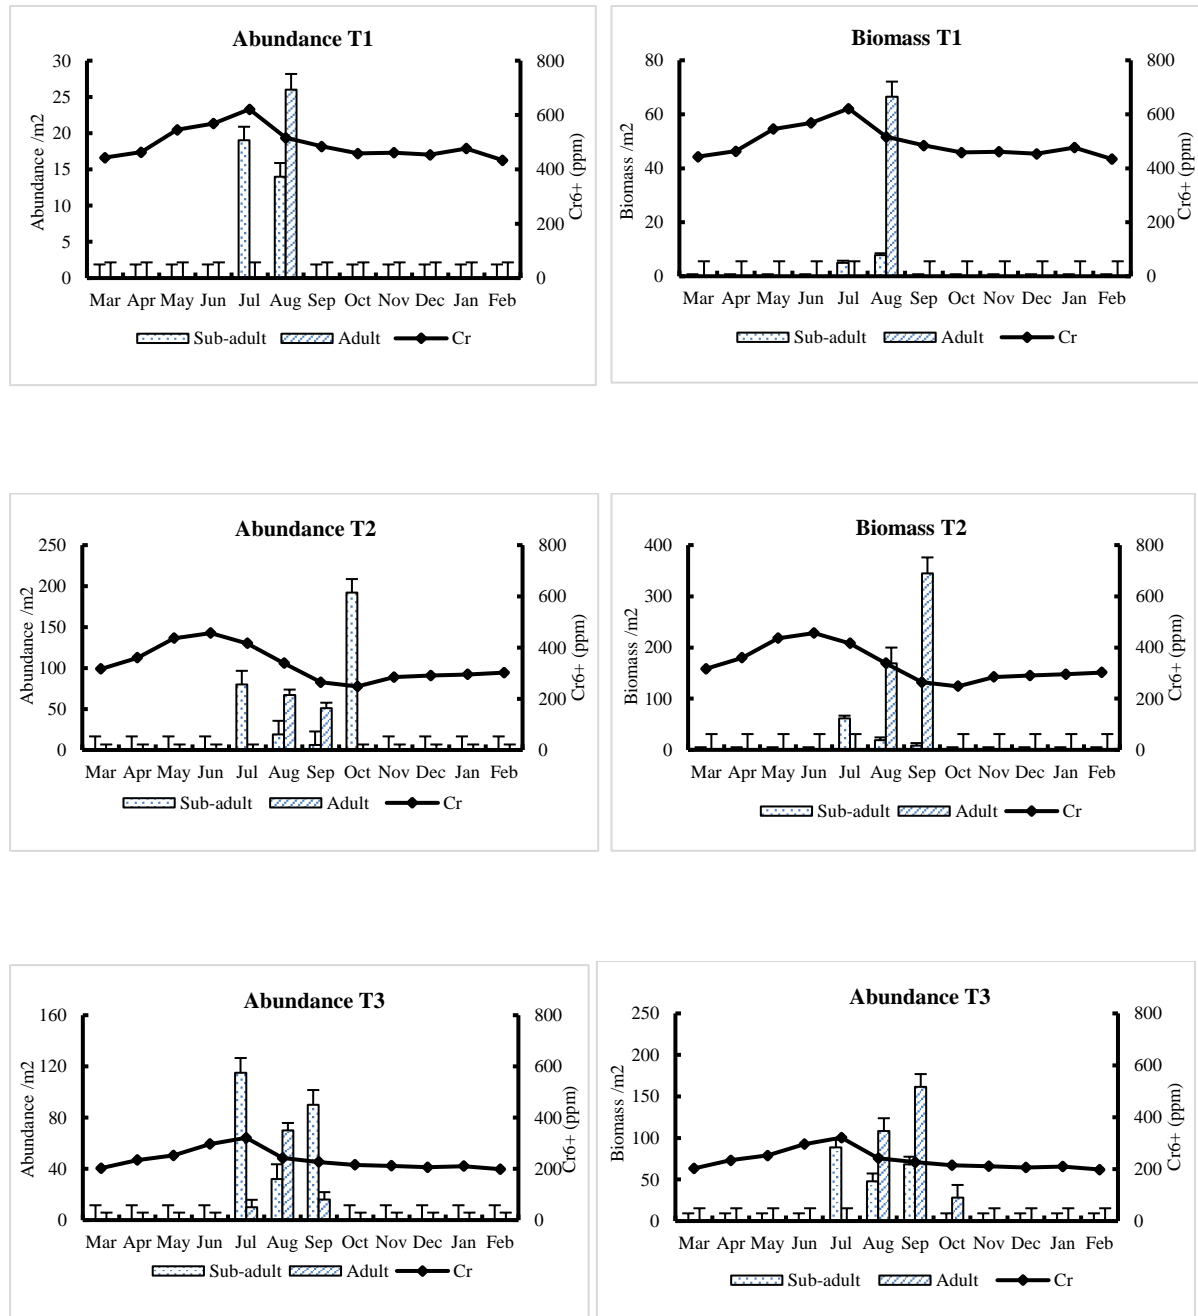 Abundance T1
30
25
20
15
10
5
0
Abundance /m2
800
600
400
200
0
Cr6+ (ppm)
Mar Apr May Jun Jul Aug Sep Oct Nov Dec Jan Feb
Sub-adult Adult Cr
Biomass T1
80
60
40
20
0
Biomass /m2
800
600
400
200
0
Cr6+ (ppm)
Mar Apr May Jun Jul Aug Sep Oct Nov Dec Jan Feb
Sub-adult Adult Cr
Abundance T2
250
200
150
100
50
0
Abundance /m2
800
600
400
200
0
Cr6+ (ppm)
Mar Apr May Jun Jul Aug Sep Oct Nov Dec Jan Feb
Sub-adult Adult Cr
Biomass T2
400
300
200
100
0
Biomass /m2
800
600
400
200
0
Cr6+ (ppm)
Mar Apr May Jun Jul Aug Sep Oct Nov Dec Jan Feb
Sub-adult Adult Cr
Abundance T3
160
120
80
40
0
Abundance /m2
800
600
400
200
0
Cr6+ (ppm)
Mar Apr May Jun Jul Aug Sep Oct Nov Dec Jan Feb
Sub-adult Adult Cr
Abundance T3
250
200
150
100
50
0
Biomass /m2
800
600
400
200
0
Cr6+ (ppm)
Mar Apr May Jun Jul Aug Sep Oct Nov Dec Jan Feb
Sub-adult Adult Cr